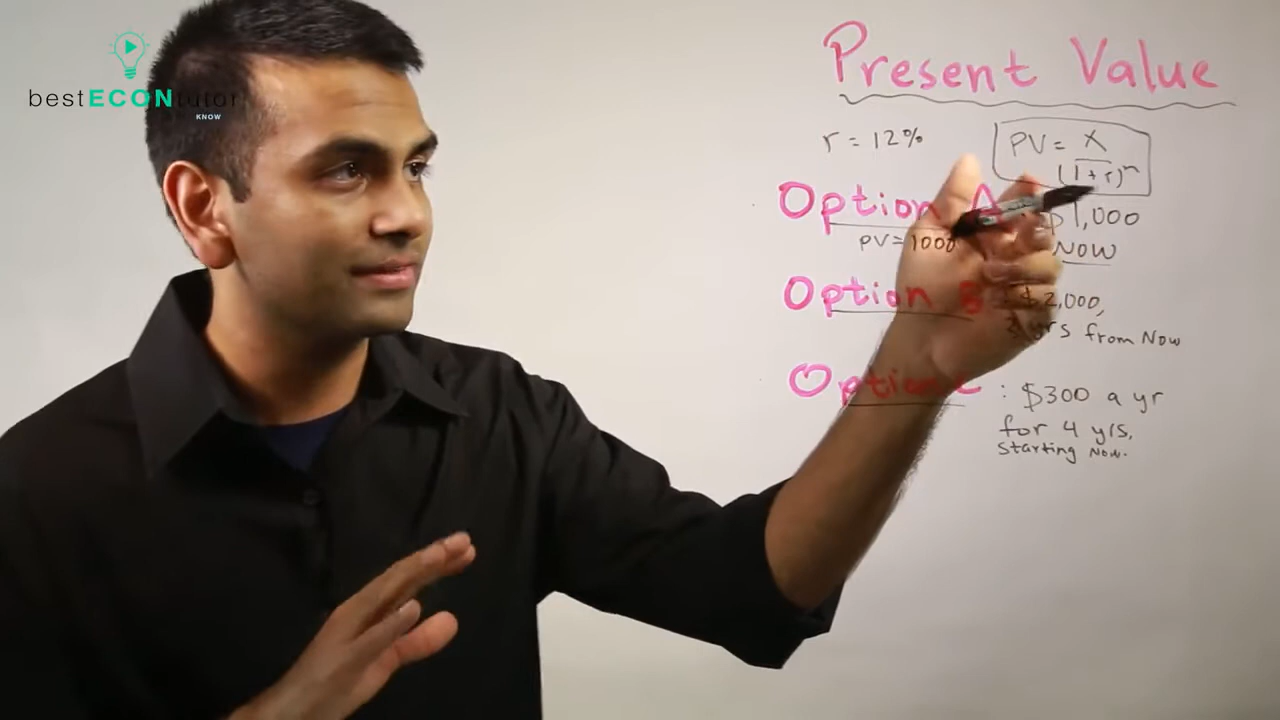 bestECONtutor
KNOW
Present Value
r = 12%
PV = X
(1+r)^n
Option A : $1,000
PV = 1000
Now
Option B : $2,000,
yrs from Now
Option C : $300 a yr
for 4 yrs,
starting Now.